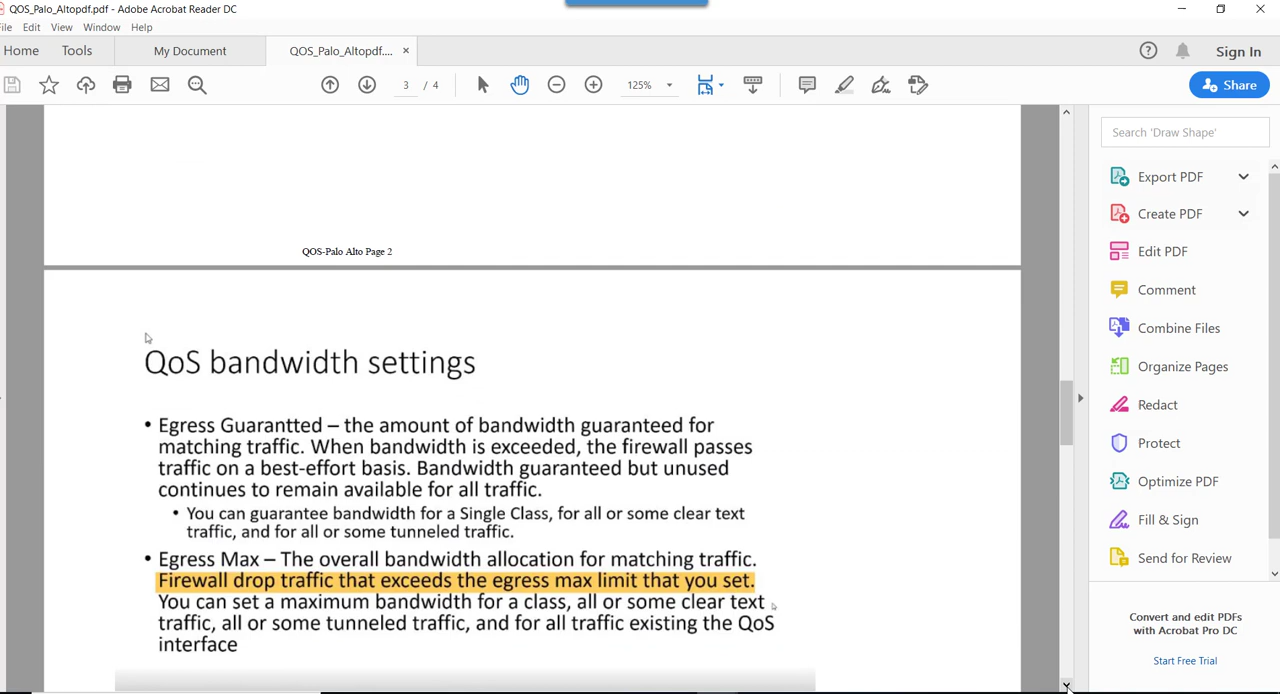 QOS_Palo_Altopdf.pdf - Adobe Acrobat Reader DC
File Edit View Window Help
Home Tools My Document QOS_Palo_Altopdf.... × Sign In
3 / 4 125% Share
Search 'Draw Shape'
Export PDF
Create PDF
QOS-Palo Alto Page 2
Edit PDF
Comment
Combine Files
Organize Pages
Redact
Protect
Optimize PDF
Fill & Sign
Send for Review
Convert and edit PDFs
with Acrobat Pro DC
Start Free Trial
QoS bandwidth settings
• Egress Guarantted – the amount of bandwidth guaranteed for
matching traffic. When bandwidth is exceeded, the firewall passes
traffic on a best-effort basis. Bandwidth guaranteed but unused
continues to remain available for all traffic.
• You can guarantee bandwidth for a Single Class, for all or some clear text
traffic, and for all or some tunneled traffic.
• Egress Max – The overall bandwidth allocation for matching traffic.
Firewall drop traffic that exceeds the egress max limit that you set.
You can set a maximum bandwidth for a class, all or some clear text
traffic, all or some tunneled traffic, and for all traffic existing the QoS
interface